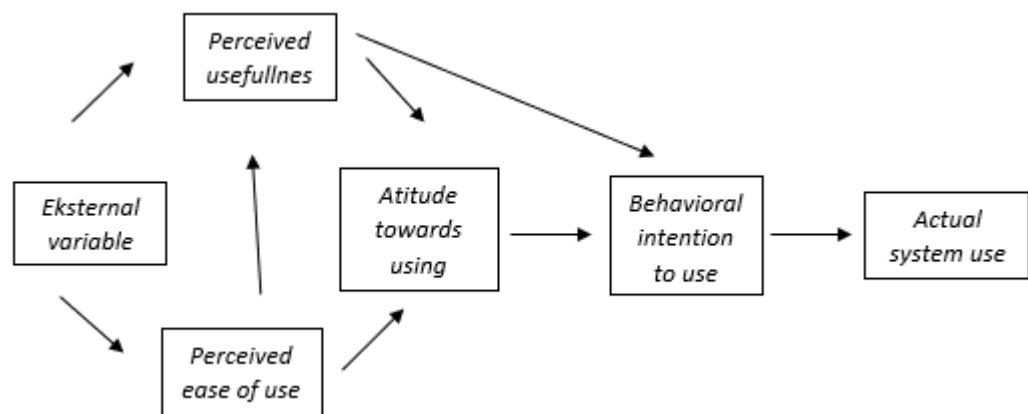 Perceived
usefullnes
Eksternal
variable
Atitude
towards
using
Behavioral
intention
to use
Actual
system use
Perceived
ease of use